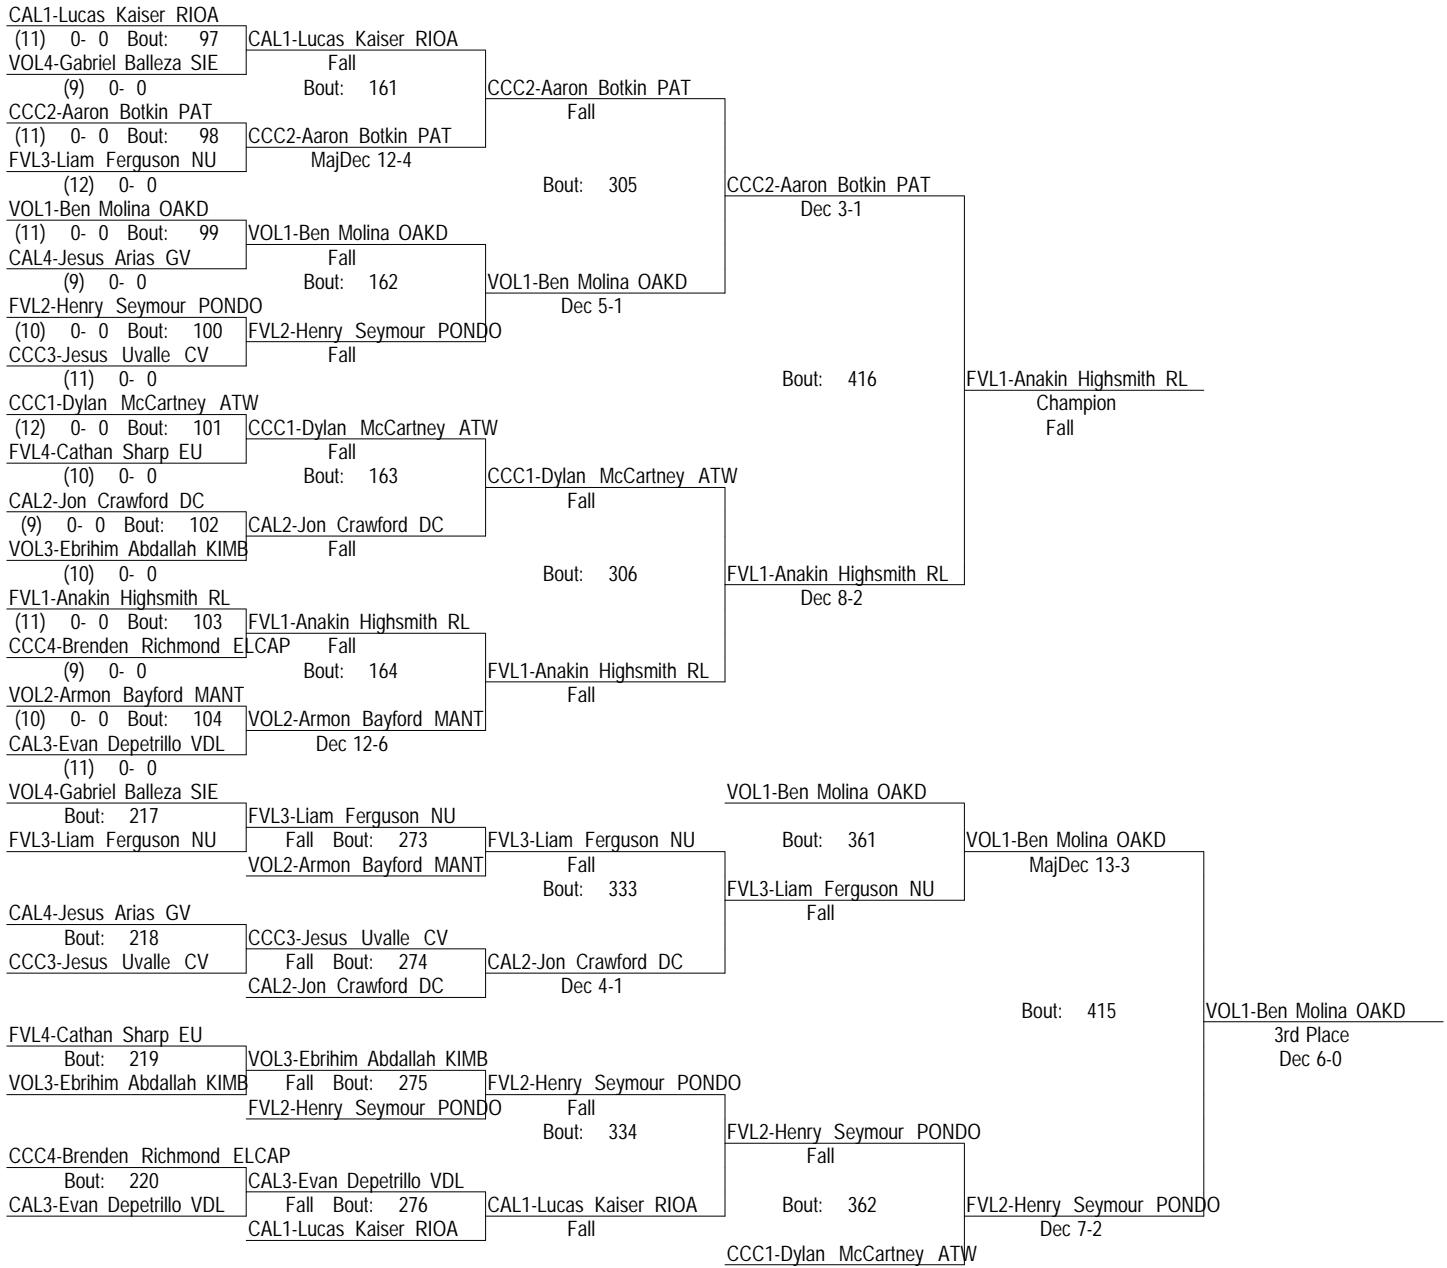 CAL1-Lucas Kaiser RIOA
(11) 0- 0 Bout: 97 CAL1-Lucas Kaiser RIOA
VOL4-Gabriel Balleza SIE Fall
(9) 0- 0 Bout: 161 CCC2-Aaron Botkin PAT
CCC2-Aaron Botkin PAT Fall
(11) 0- 0 Bout: 98 CCC2-Aaron Botkin PAT
FVL3-Liam Ferguson NU MajDec 12-4
(12) 0- 0 Bout: 305 CCC2-Aaron Botkin PAT
VOL1-Ben Molina OAKD Dec 3-1
(11) 0- 0 Bout: 99 VOL1-Ben Molina OAKD
CAL4-Jesus Arias GV Fall
(9) 0- 0 Bout: 162 VOL1-Ben Molina OAKD
FVL2-Henry Seymour PONDO Dec 5-1
(10) 0- 0 Bout: 100 FVL2-Henry Seymour PONDO
CCC3-Jesus Uvalle CV Fall
(11) 0- 0 Bout: 416 FVL1-Anakin Highsmith RL
CCC1-Dylan McCartney ATW Champion
(12) 0- 0 Bout: 101 CCC1-Dylan McCartney ATW Fall
FVL4-Cathan Sharp EU Fall
(10) 0- 0 Bout: 163 CCC1-Dylan McCartney ATW
CAL2-Jon Crawford DC Fall
(9) 0- 0 Bout: 102 CAL2-Jon Crawford DC
VOL3-Ebrihim Abdallah KIMB Fall
(10) 0- 0 Bout: 306 FVL1-Anakin Highsmith RL
FVL1-Anakin Highsmith RL Dec 8-2
(11) 0- 0 Bout: 103 FVL1-Anakin Highsmith RL
CCC4-Brenden Richmond ELCAP Fall
(9) 0- 0 Bout: 164 FVL1-Anakin Highsmith RL
VOL2-Armon Bayford MANT Fall
(10) 0- 0 Bout: 104 VOL2-Armon Bayford MANT
CAL3-Evan Depetrillo VDL Dec 12-6
(11) 0- 0
VOL4-Gabriel Balleza SIE VOL1-Ben Molina OAKD
Bout: 217 FVL3-Liam Ferguson NU
FVL3-Liam Ferguson NU Fall Bout: 273 FVL3-Liam Ferguson NU Bout: 361 VOL1-Ben Molina OAKD
VOL2-Armon Bayford MANT Fall MajDec 13-3
Bout: 333 FVL3-Liam Ferguson NU
CAL4-Jesus Arias GV Fall
Bout: 218 CCC3-Jesus Uvalle CV
CCC3-Jesus Uvalle CV Fall Bout: 274 CAL2-Jon Crawford DC
CAL2-Jon Crawford DC Dec 4-1
Bout: 415 VOL1-Ben Molina OAKD
FVL4-Cathan Sharp EU 3rd Place
Bout: 219 VOL3-Ebrihim Abdallah KIMB Dec 6-0
VOL3-Ebrihim Abdallah KIMB Fall Bout: 275 FVL2-Henry Seymour PONDO
FVL2-Henry Seymour PONDO Fall
Bout: 334 FVL2-Henry Seymour PONDO
CCC4-Brenden Richmond ELCAP Fall
Bout: 220 CAL3-Evan Depetrillo VDL
CAL3-Evan Depetrillo VDL Fall Bout: 276 CAL1-Lucas Kaiser RIOA Bout: 362 FVL2-Henry Seymour PONDO
CAL1-Lucas Kaiser RIOA Fall Dec 7-2
CCC1-Dylan McCartney ATW